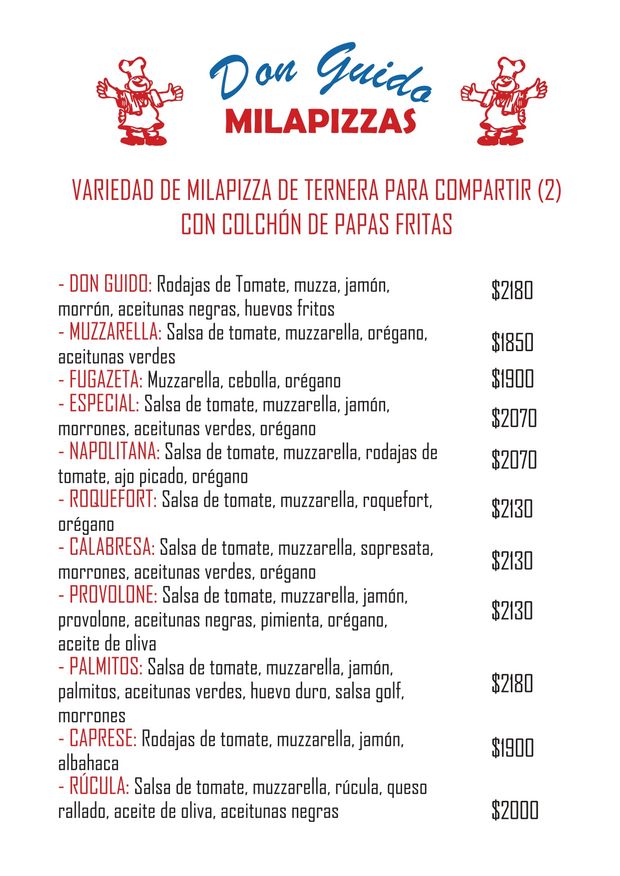 Don Guido
MILAPIZZAS
VARIEDAD DE MILAPIZZA DE TERNERA PARA COMPARTIR (2)
CON COLCHÓN DE PAPAS FRITAS
- DON GUIDO: Rodajas de Tomate, muzza, jamón, $2180
morrón, aceitunas negras, huevos fritos
- MUZZARELLA: Salsa de tomate, muzzarella, orégano, $1850
aceitunas verdes
- FUGAZETA: Muzzarella, cebolla, orégano $1900
- ESPECIAL: Salsa de tomate, muzzarella, jamón, $2070
morrones, aceitunas verdes, orégano
- NAPOLITANA: Salsa de tomate, muzzarella, rodajas de $2070
tomate, ajo picado, orégano
- ROQUEFORT: Salsa de tomate, muzzarella, roquefort, $2130
orégano
- CALABRESA: Salsa de tomate, muzzarella, sopresata, $2130
morrones, aceitunas verdes, orégano
- PROVOLONE: Salsa de tomate, muzzarella, jamón, $2130
provolone, aceitunas negras, pimienta, orégano,
aceite de oliva
- PALMITOS: Salsa de tomate, muzzarella, jamón, $2180
palmitos, aceitunas verdes, huevo duro, salsa golf,
morrones
- CAPRESE: Rodajas de tomate, muzzarella, jamón, $1900
albahaca
- RÚCULA: Salsa de tomate, muzzarella, rúcula, queso
rallado, aceite de oliva, aceitunas negras $2000